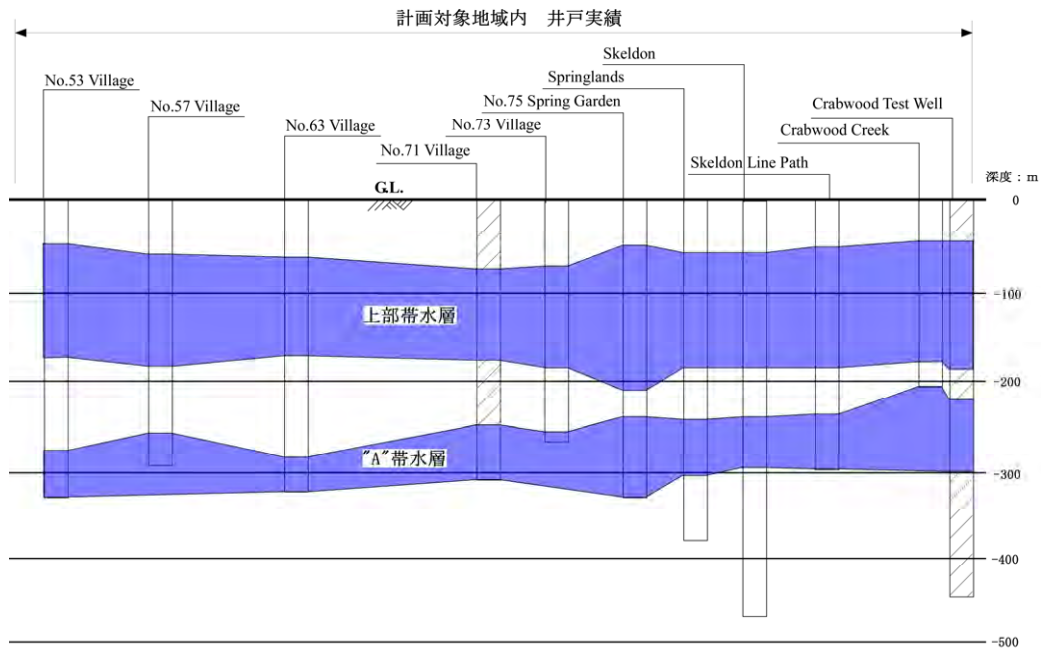 計画対象地域内 井戸実績
Skeldon
No.53 Village
Springlands
No.57 Village
No.75 Spring Garden
Crabwood Test Well
No.63 Village
No.73 Village
Crabwood Creek
No.71 Village
Skeldon Line Path
深度：m
G.L.
0
-100
上部帯水層
-200
"A"帯水層
-300
-400
-500